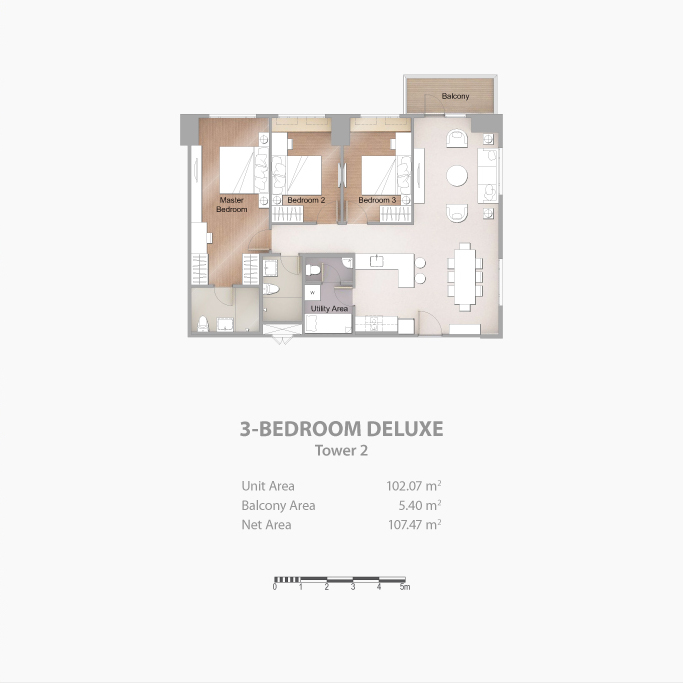 Balcony
Master
Bedroom
Bedroom 2
Bedroom 3
W
Utility Area
3-BEDROOM DELUXE
Tower 2
Unit Area 102.07 m²
Balcony Area 5.40 m²
Net Area 107.47 m²
0 1 2 3 4 5m